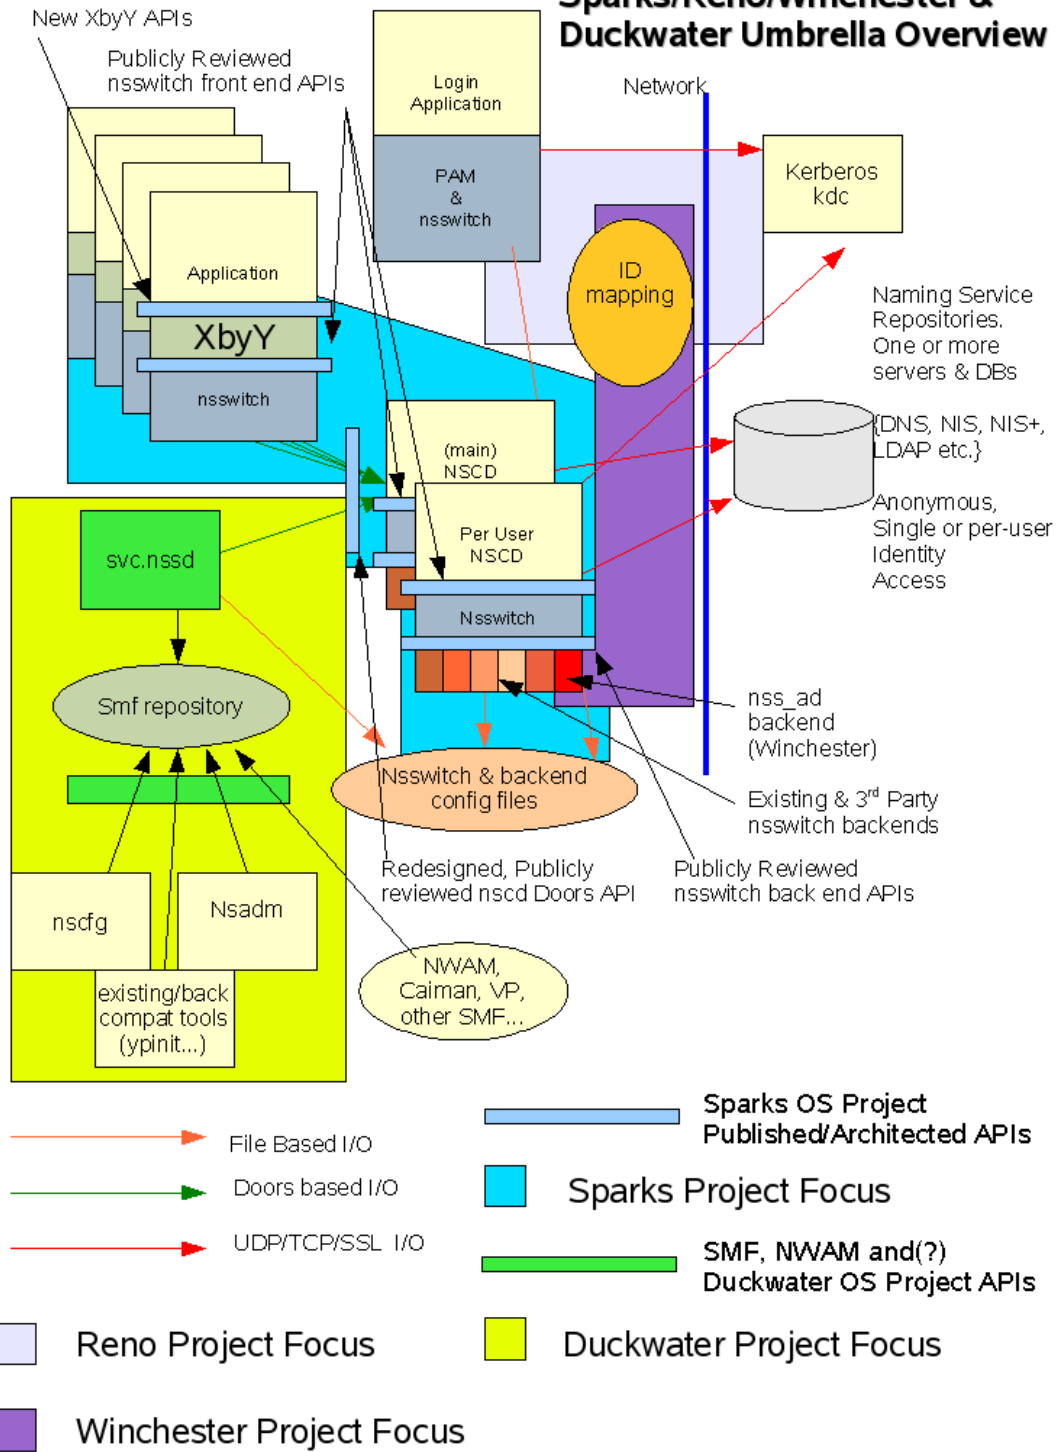 Sparks/Reno/Winchester &
Duckwater Umbrella Overview
New XbyY APIs
Publicly Reviewed
nsswitch front end APIs
Login
Application
PAM
&
nsswitch
Network
Kerberos
kdc
ID
mapping
Application
XbyY
nsswitch
Naming Service
Repositories.
One or more
servers & DBs
{DNS, NIS, NIS+,
LDAP etc.}
Anonymous,
Single or per-user
Identity
Access
(main)
NSCD
Per User
NSCD
Nsswitch
svc.nssd
Smf repository
nss_ad
backend
(Winchester)
Nsswitch & backend
config files
Existing & 3rd Party
nsswitch backends
Redesigned, Publicly
reviewed nscd Doors API
Publicly Reviewed
nsswitch back end APIs
nscfg
Nsadm
existing/back
compat tools
(ypinit...)
NWAM,
Caiman, VP,
other SMF...
File Based I/O
Doors based I/O
UDP/TCP/SSL I/O
Sparks OS Project
Published/Architected APIs
Sparks Project Focus
SMF, NWAM and(?)
Duckwater OS Project APIs
Reno Project Focus
Duckwater Project Focus
Winchester Project Focus